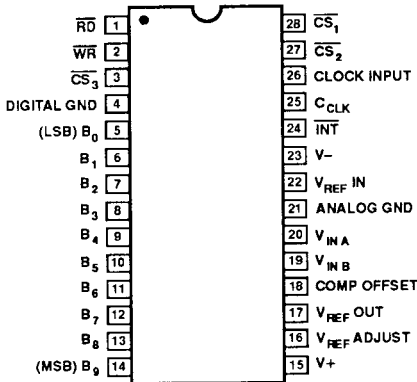 RD 1
WR 2
CS3 3
DIGITAL GND 4
(LSB) B0 5
B1 6
B2 7
B3 8
B4 9
B5 10
B6 11
B7 12
B8 13
(MSB) B9 14
28 CS1
27 CS2
26 CLOCK INPUT
25 CCLK
24 INT
23 V–
22 VREF IN
21 ANALOG GND
20 VIN A
19 VIN B
18 COMP OFFSET
17 VREF OUT
16 VREF ADJUST
15 V+